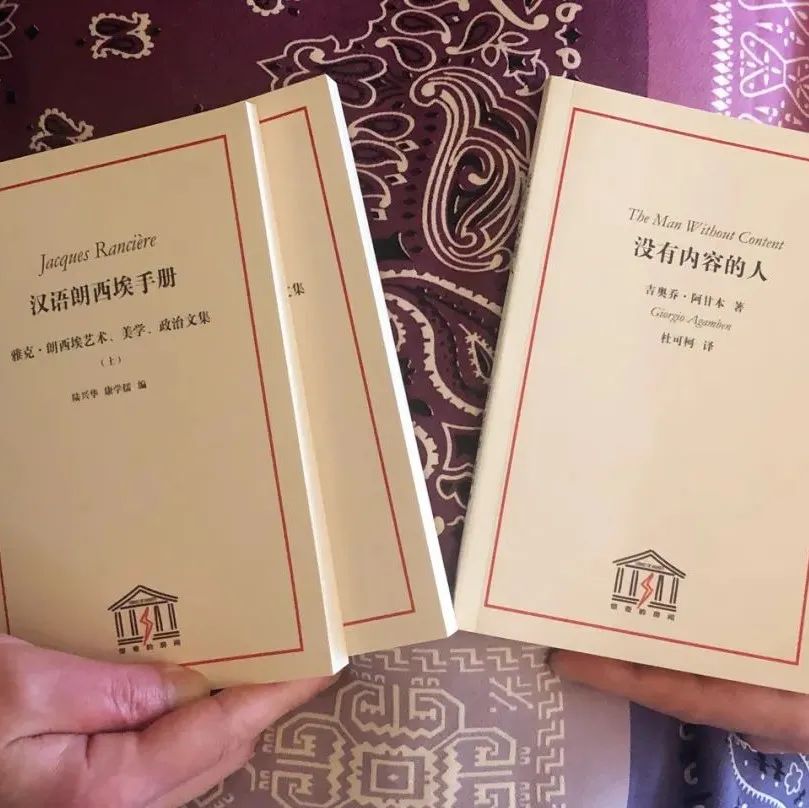 Jacques Rancière
汉语朗西埃手册
雅克·朗西埃艺术、美学、政治文集
（上）
陆兴华 康学儒 编
文集
The Man Without Content
没有内容的人
吉奥乔·阿甘本 著
Giorgio Agamben
杜可柯 译